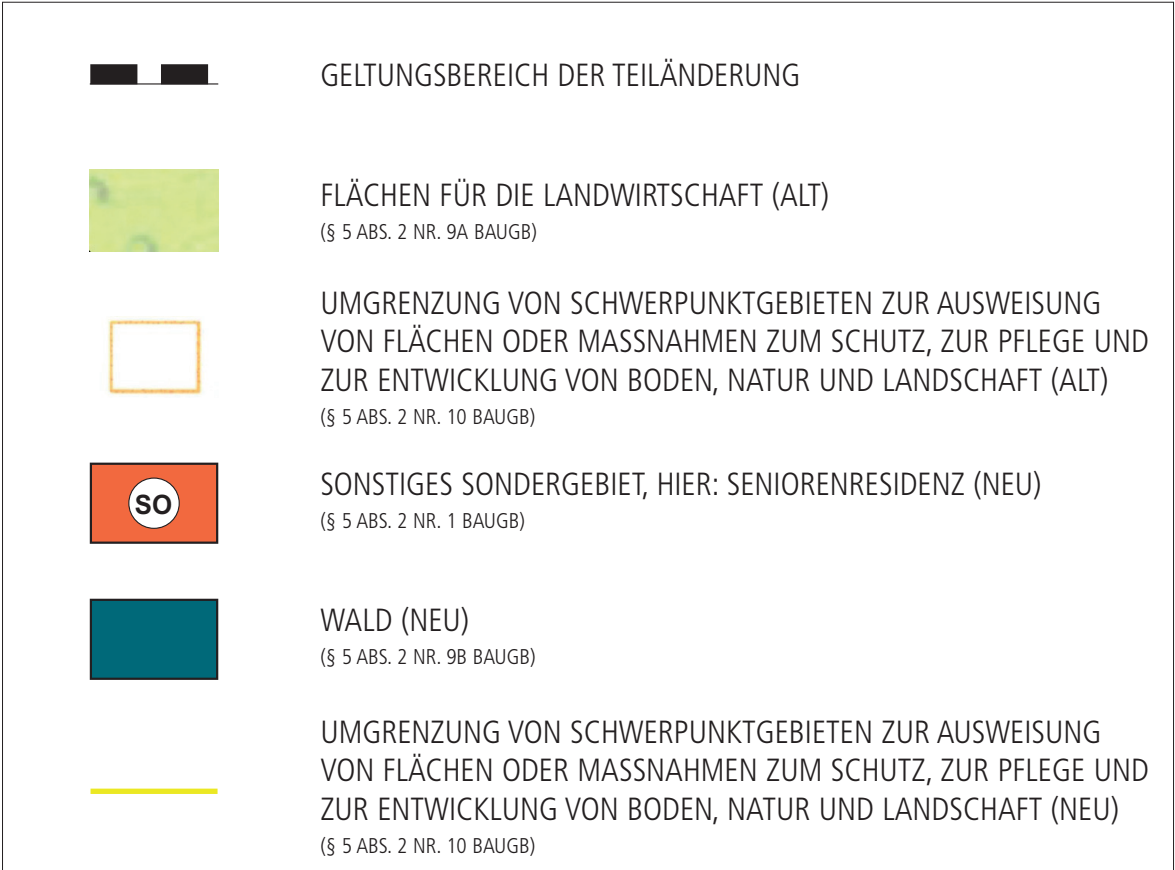 GELTUNGSBEREICH DER TEILÄNDERUNG
FLÄCHEN FÜR DIE LANDWIRTSCHAFT (ALT)
(§ 5 ABS. 2 NR. 9A BAUGB)
UMGRENZUNG VON SCHWERPUNKTGEBIETEN ZUR AUSWEISUNG
VON FLÄCHEN ODER MASSNAHMEN ZUM SCHUTZ, ZUR PFLEGE UND
ZUR ENTWICKLUNG VON BODEN, NATUR UND LANDSCHAFT (ALT)
(§ 5 ABS. 2 NR. 10 BAUGB)
SO
SONSTIGES SONDERGEBIET, HIER: SENIORENRESIDENZ (NEU)
(§ 5 ABS. 2 NR. 1 BAUGB)
WALD (NEU)
(§ 5 ABS. 2 NR. 9B BAUGB)
UMGRENZUNG VON SCHWERPUNKTGEBIETEN ZUR AUSWEISUNG
VON FLÄCHEN ODER MASSNAHMEN ZUM SCHUTZ, ZUR PFLEGE UND
ZUR ENTWICKLUNG VON BODEN, NATUR UND LANDSCHAFT (NEU)
(§ 5 ABS. 2 NR. 10 BAUGB)